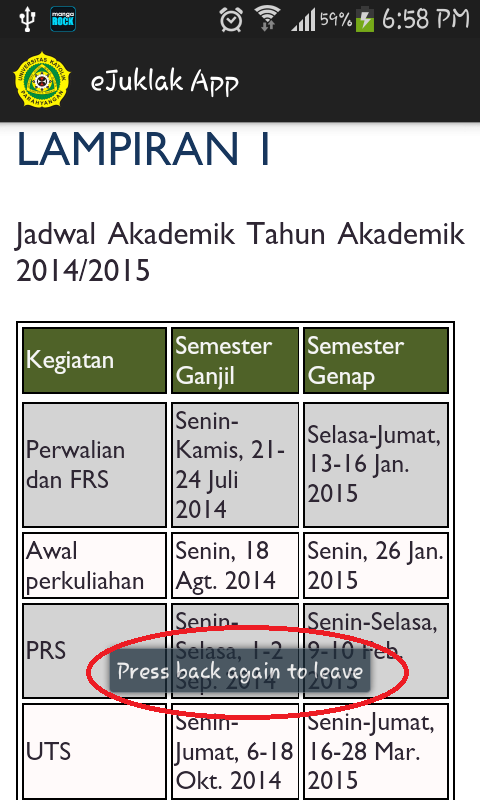 manga
ROCK
59%
6:58 PM
UNIVERSITAS KATOLIK
PARAHYANGAN
eJuklak App
LAMPIRAN 1
Jadwal Akademik Tahun Akademik
2014/2015
Kegiatan
Semester
Ganjil
Semester
Genap
Perwalian
dan FRS
Senin-
Kamis, 21-
24 Juli
2014
Selasa-Jumat,
13-16 Jan.
2015
Awal
perkuliahan
Senin, 18
Agt. 2014
Senin, 26 Jan.
2015
PRS
Senin-
Selasa, 1-2
Sep. 2014
Senin-Selasa,
9-10 Feb.
2015
Press back again to leave
UTS
Senin-
Jumat, 6-18
Okt. 2014
Senin-Jumat,
16-28 Mar.
2015